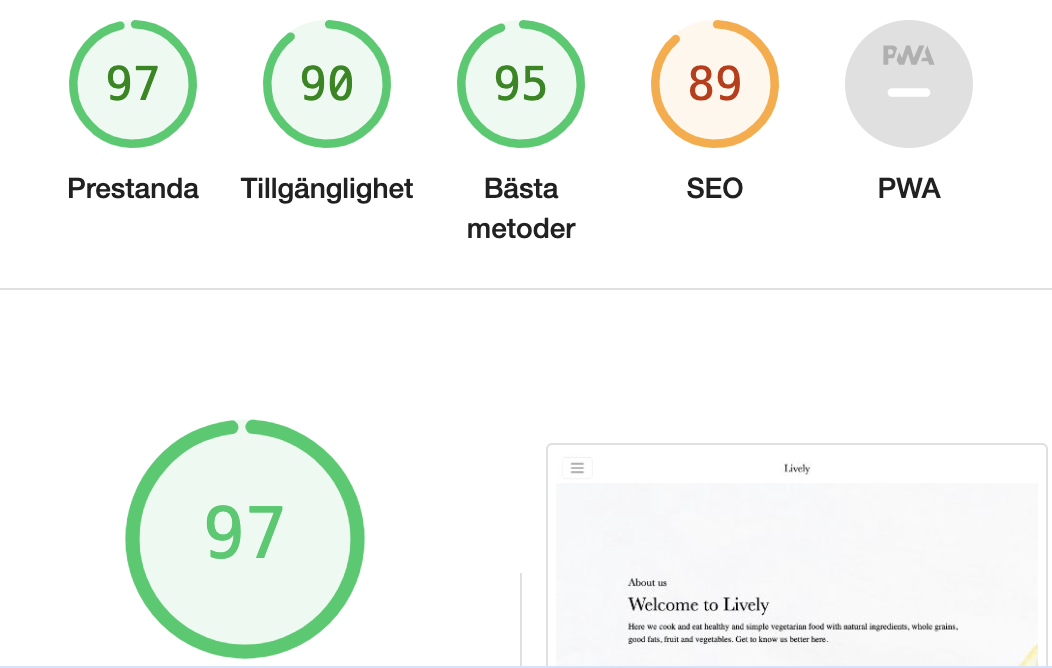 97
90
95
89
PWA
Prestanda
Tillgänglighet
Bästa
metoder
SEO
PWA
97
Lively
About us
Welcome to Lively
Here we cook and eat healthy and simple vegetarian food with natural ingredients, whole grains,
good fats, fruit and vegetables. Get to know us better here.